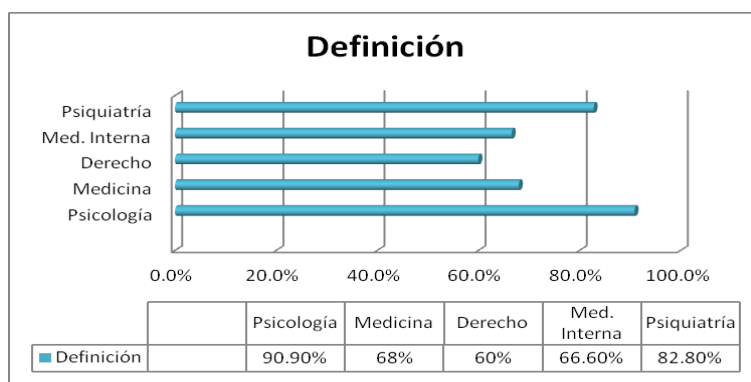 Definición
Psiquiatría
Med. Interna
Derecho
Medicina
Psicología
0.0% 20.0% 40.0% 60.0% 80.0% 100.0%
Psicología Medicina Derecho Med. Interna Psiquiatría
Definición 90.90% 68% 60% 66.60% 82.80%